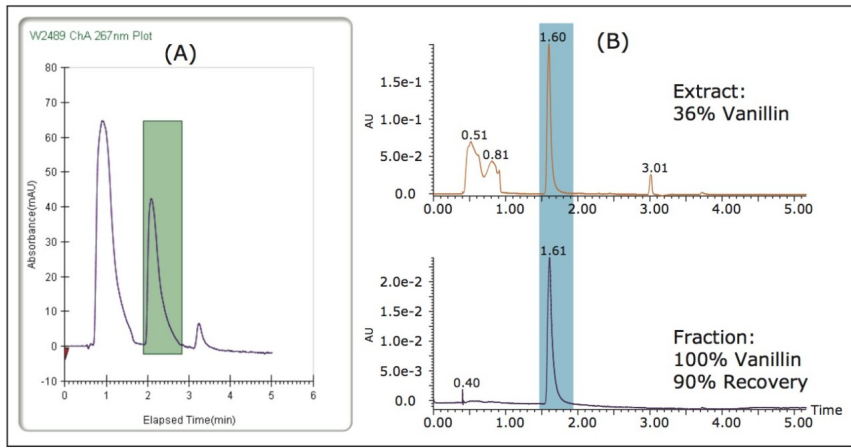 W2489 ChA 267nm Plot
(A)
80
70
60
50
40
30
20
10
0
-10
Absorbance(mAU)
0 1 2 3 4 5 6
Elapsed Time(min)
(B)
1.60
Extract:
36% Vanillin
AU
1.5e-1
1.0e-1
5.0e-2
0.0
0.51
0.81
3.01
0.00 1.00 2.00 3.00 4.00 5.00
1.61
Fraction:
100% Vanillin
90% Recovery
AU
2.0e-2
1.5e-2
1.0e-2
5.0e-3
0.0
0.40
Time
0.00 1.00 2.00 3.00 4.00 5.00